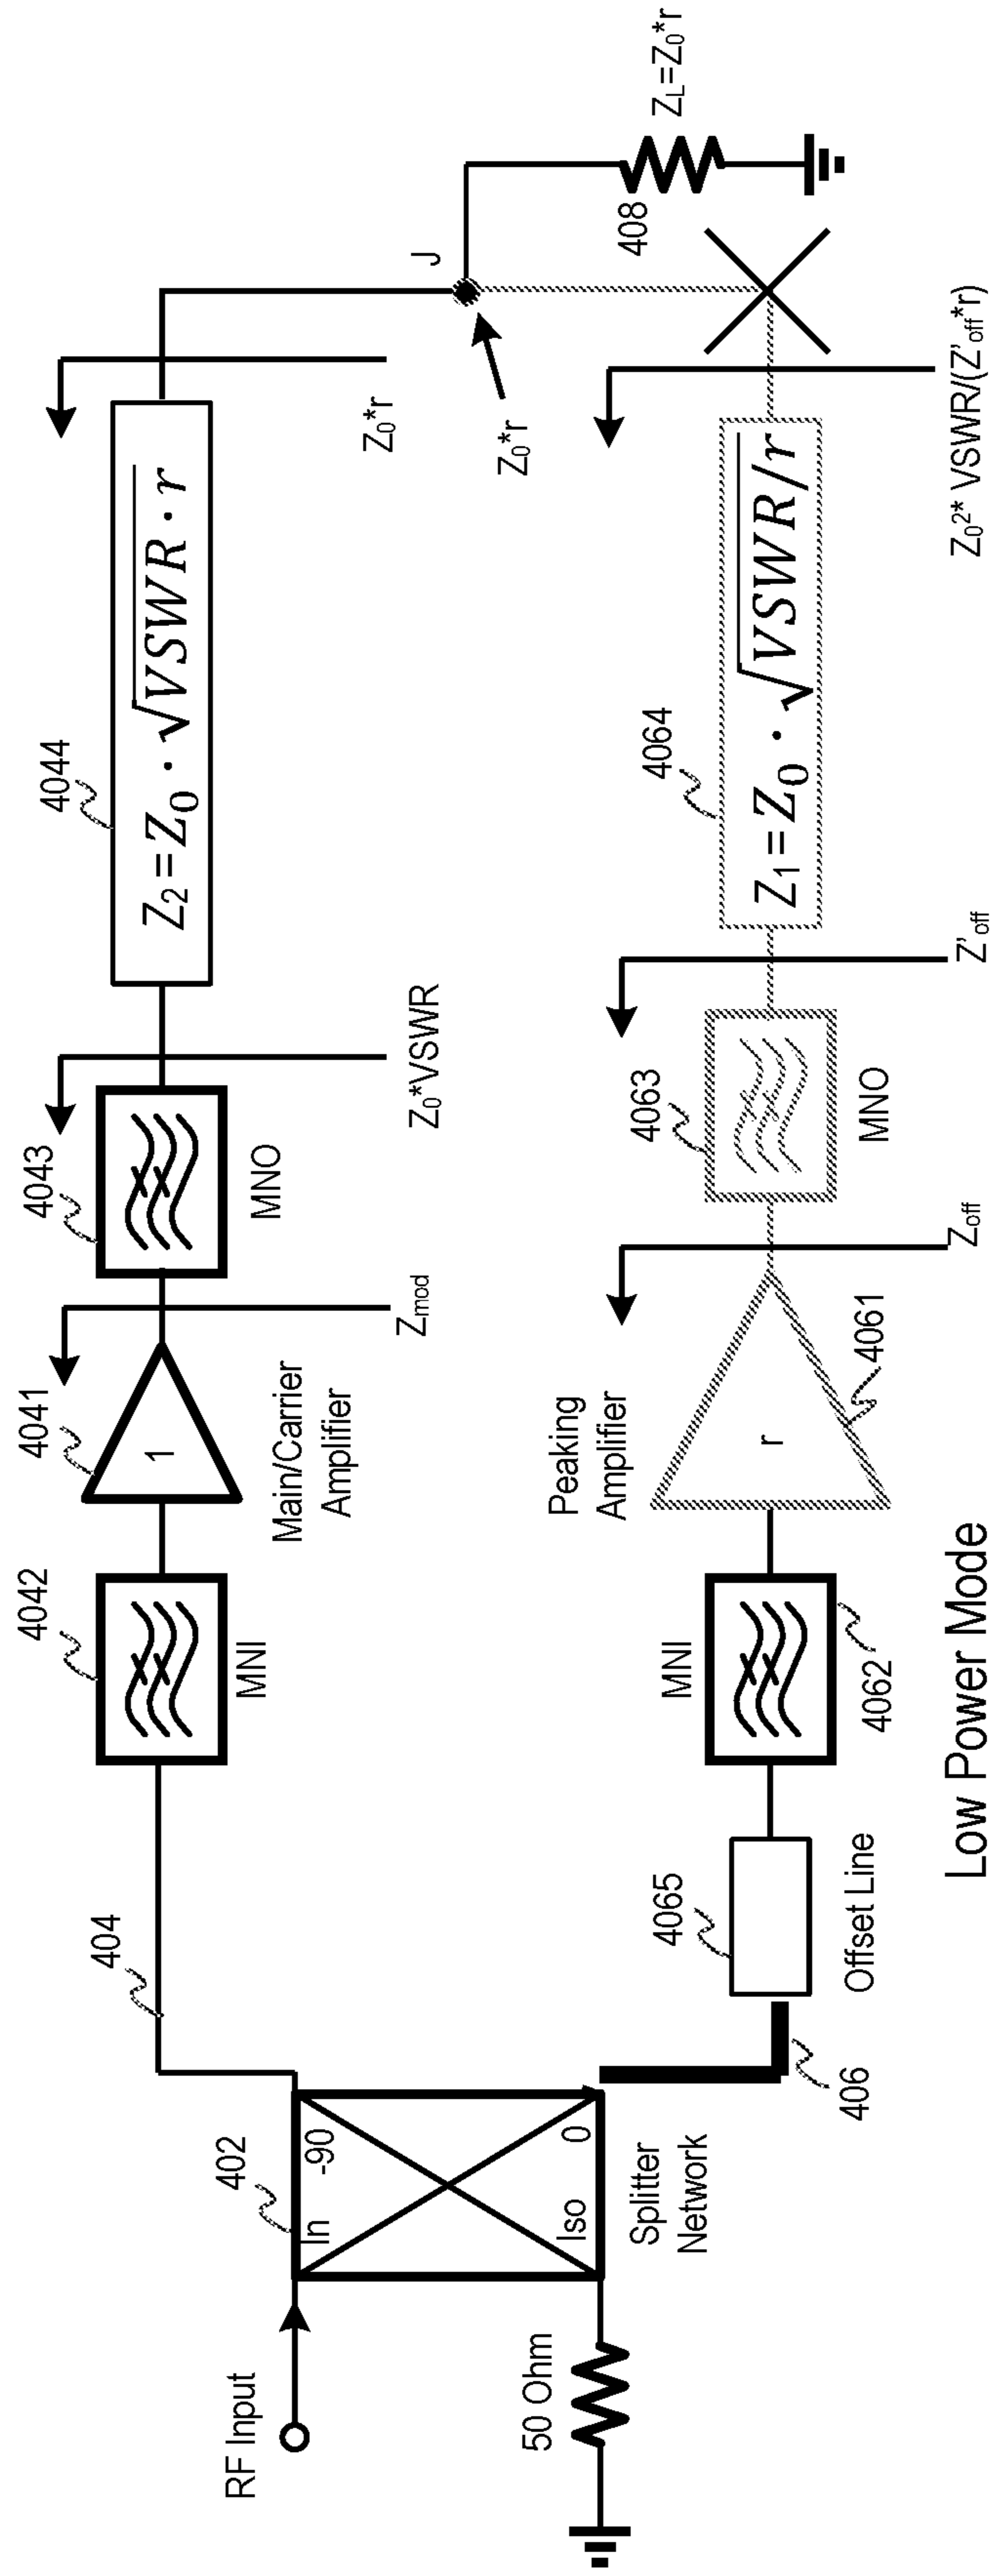 RF Input
50 Ohm
402
In
-90
Iso
0
Splitter
Network
404
406
4065
Offset Line
4042
MNI
4062
MNI
4041
1
Main/Carrier
Amplifier
Peaking
Amplifier
r
4061
Zmod
Zoff
4043
MNO
4063
MNO
Z0*VSWR
Z'off
4044
Z2=Z0·√VSWR·r
4064
Z1=Z0·√VSWR/r
Z0*r
Z0*r
J
408
ZL=Z0*r
Z0²* VSWR/(Z'off*r)
Low Power Mode